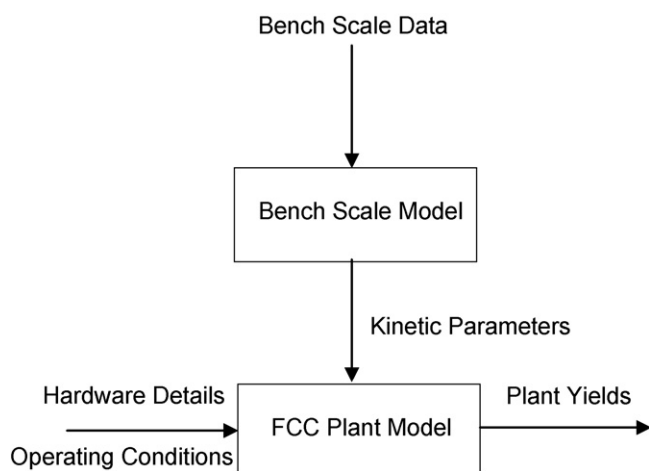 Bench Scale Data
Bench Scale Model
Kinetic Parameters
Hardware Details
Operating Conditions
FCC Plant Model
Plant Yields